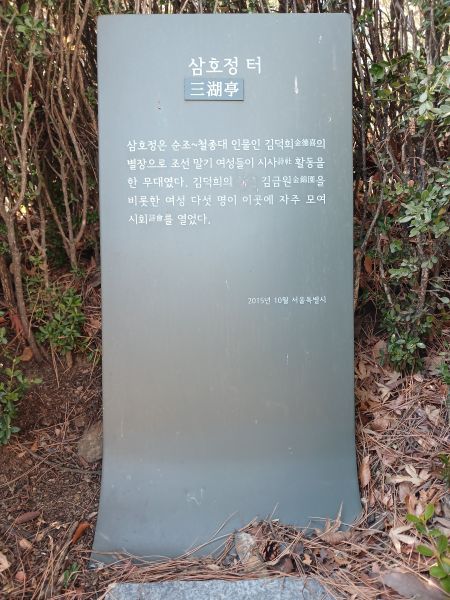 삼호정 터
三湖亭
삼호정은 순조~철종대 인물인 김덕희金德喜의
별장으로 조선 말기 여성들이 시사詩社 활동을
한 무대였다. 김덕희의 김금원金錦園을
비롯한 여성 다섯 명이 이곳에 자주 모여
시회詩會를 열었다.
2015년 10월 서울특별시